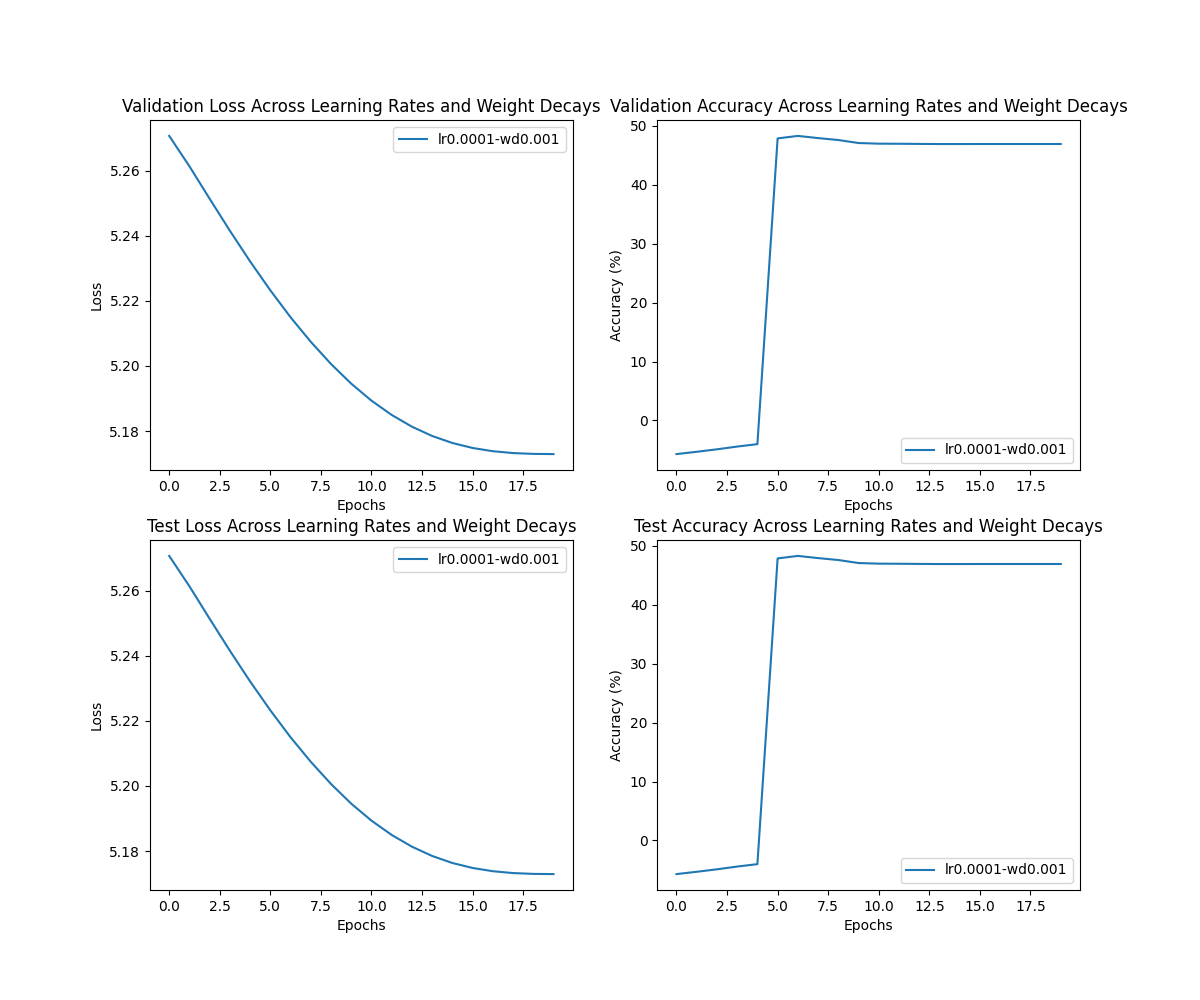 Validation Loss Across Learning Rates and Weight Decays
Loss
5.26
5.24
5.22
5.20
5.18
lr0.0001-wd0.001
0.0 2.5 5.0 7.5 10.0 12.5 15.0 17.5
Epochs
Validation Accuracy Across Learning Rates and Weight Decays
Accuracy (%)
50
40
30
20
10
0
lr0.0001-wd0.001
0.0 2.5 5.0 7.5 10.0 12.5 15.0 17.5
Epochs
Test Loss Across Learning Rates and Weight Decays
Loss
5.26
5.24
5.22
5.20
5.18
lr0.0001-wd0.001
0.0 2.5 5.0 7.5 10.0 12.5 15.0 17.5
Epochs
Test Accuracy Across Learning Rates and Weight Decays
Accuracy (%)
50
40
30
20
10
0
lr0.0001-wd0.001
0.0 2.5 5.0 7.5 10.0 12.5 15.0 17.5
Epochs